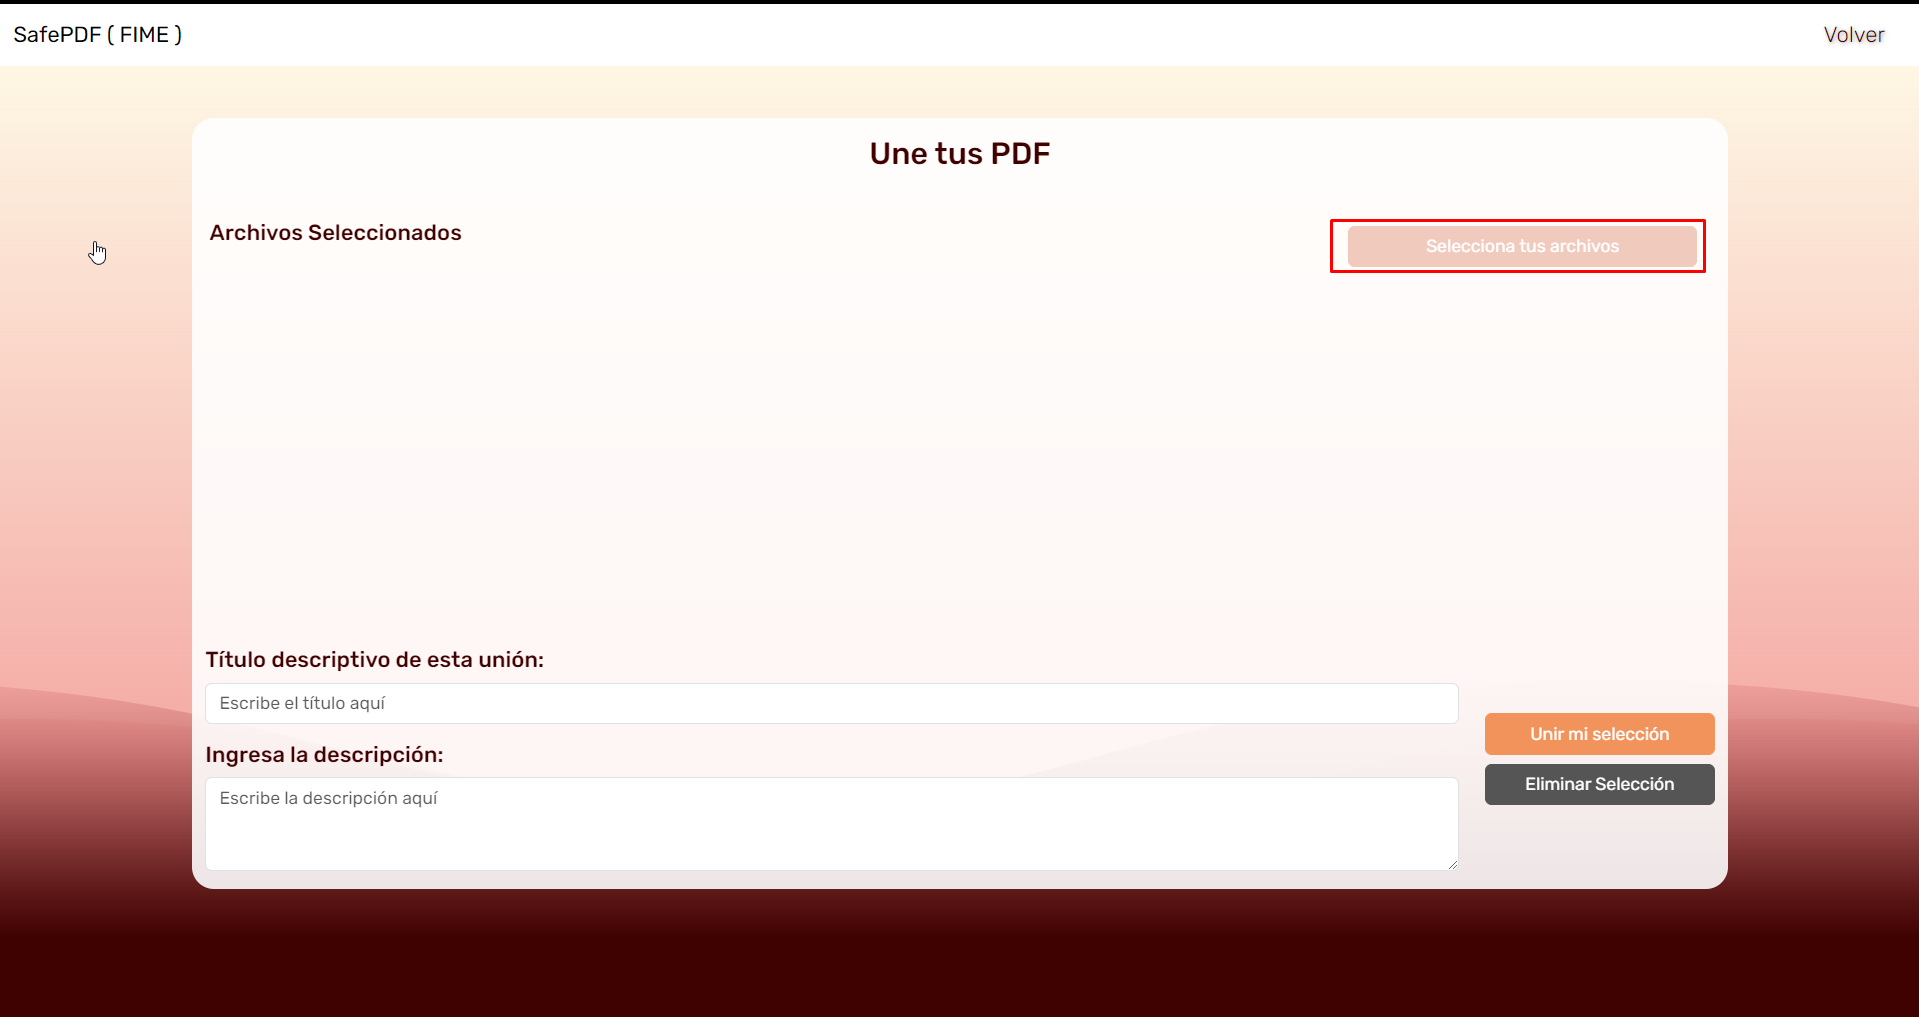 SafePDF ( FIME )
Volver
Une tus PDF
Archivos Seleccionados
Selecciona tus archivos
Título descriptivo de esta unión:
Escribe el título aquí
Unir mi selección
Ingresa la descripción:
Eliminar Selección
Escribe la descripción aquí